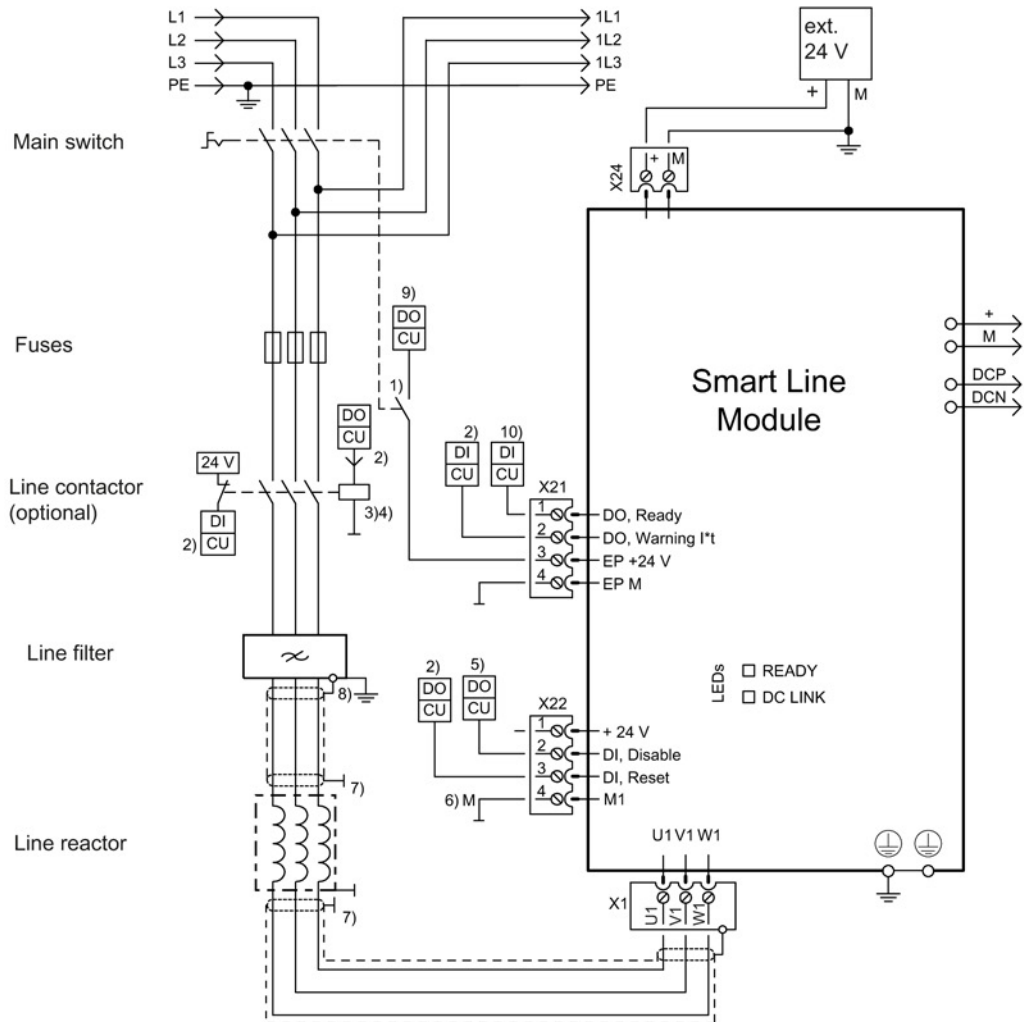 L1 1L1
L2 1L2
L3 1L3
PE PE
ext.
24 V
+ M
Main switch
X24
+ M
9)
DO
CU
Fuses
+
M
DCP
DCN
Smart Line
Module
1)
DO
CU
2)
2) 10)
DI DI
CU CU
24 V
Line contactor
(optional)
DI
2) CU
3)4)
X21
1 DO, Ready
2 DO, Warning I*t
3 EP +24 V
4 EP M
Line filter
8)
2) 5)
DO DO
CU CU
LEDs
READY
DC LINK
X22
1 + 24 V
2 DI, Disable
3 DI, Reset
6) M 4 M1
7)
Line reactor
7)
U1 V1 W1
X1
U1 V1 W1